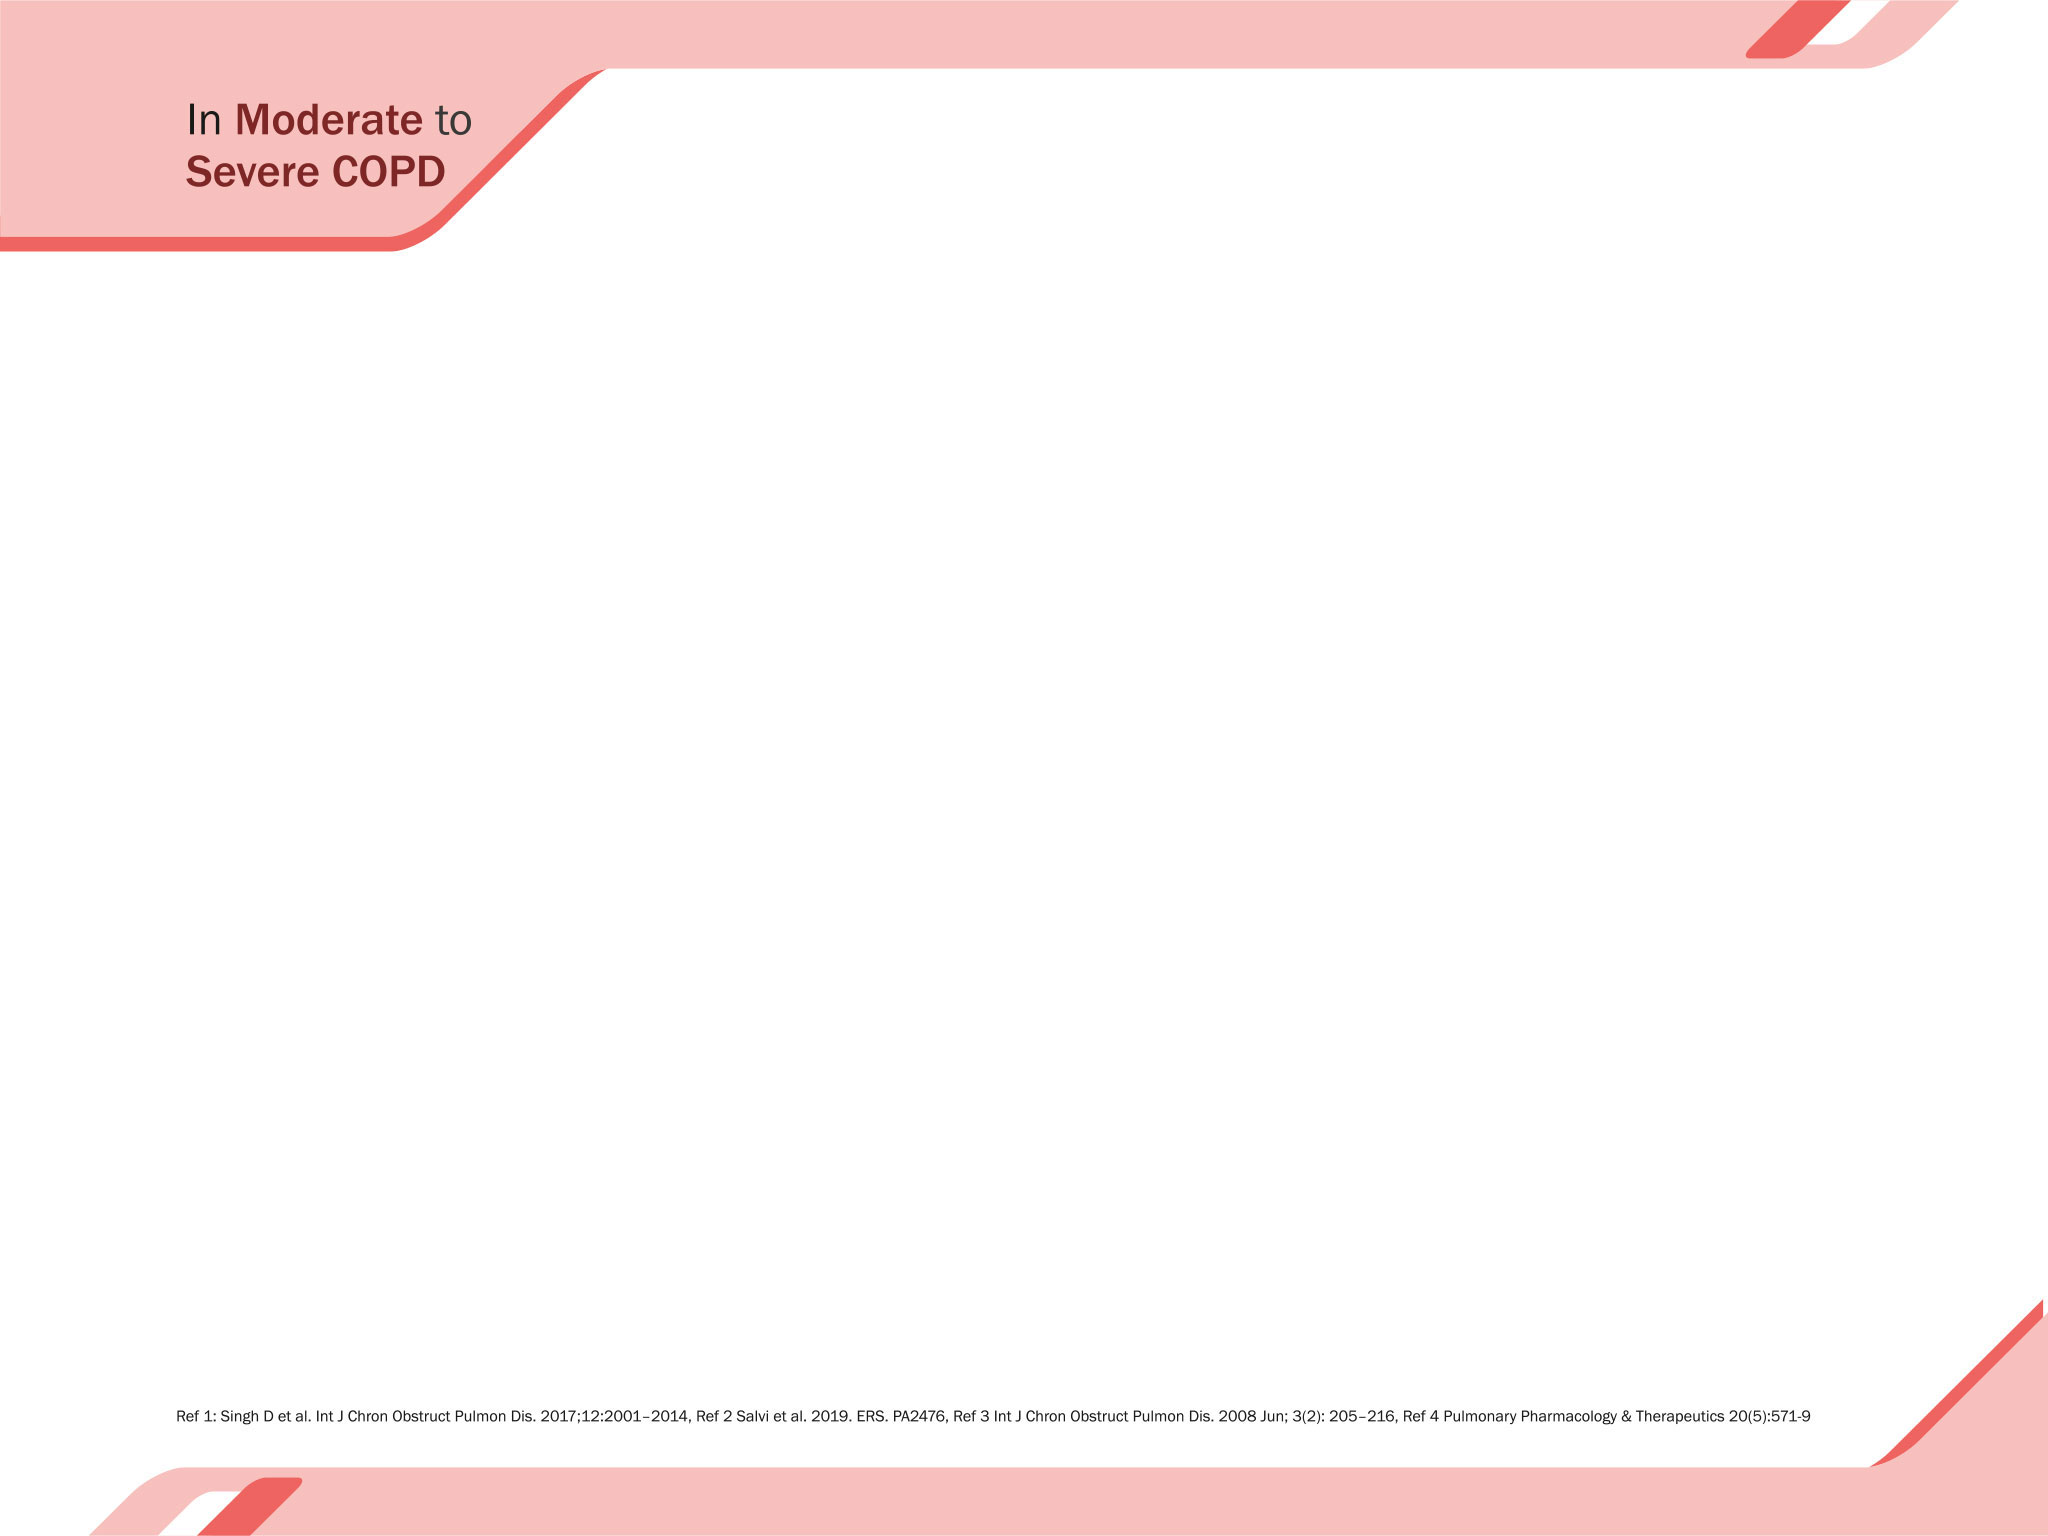 In Moderate to
Severe COPD
Ref 1: Singh D et al. Int J Chron Obstruct Pulmon Dis. 2017;12:2001–2014, Ref 2 Salvi et al. 2019. ERS. PA2476, Ref 3 Int J Chron Obstruct Pulmon Dis. 2008 Jun; 3(2): 205–216, Ref 4 Pulmonary Pharmacology & Therapeutics 20(5):571-9